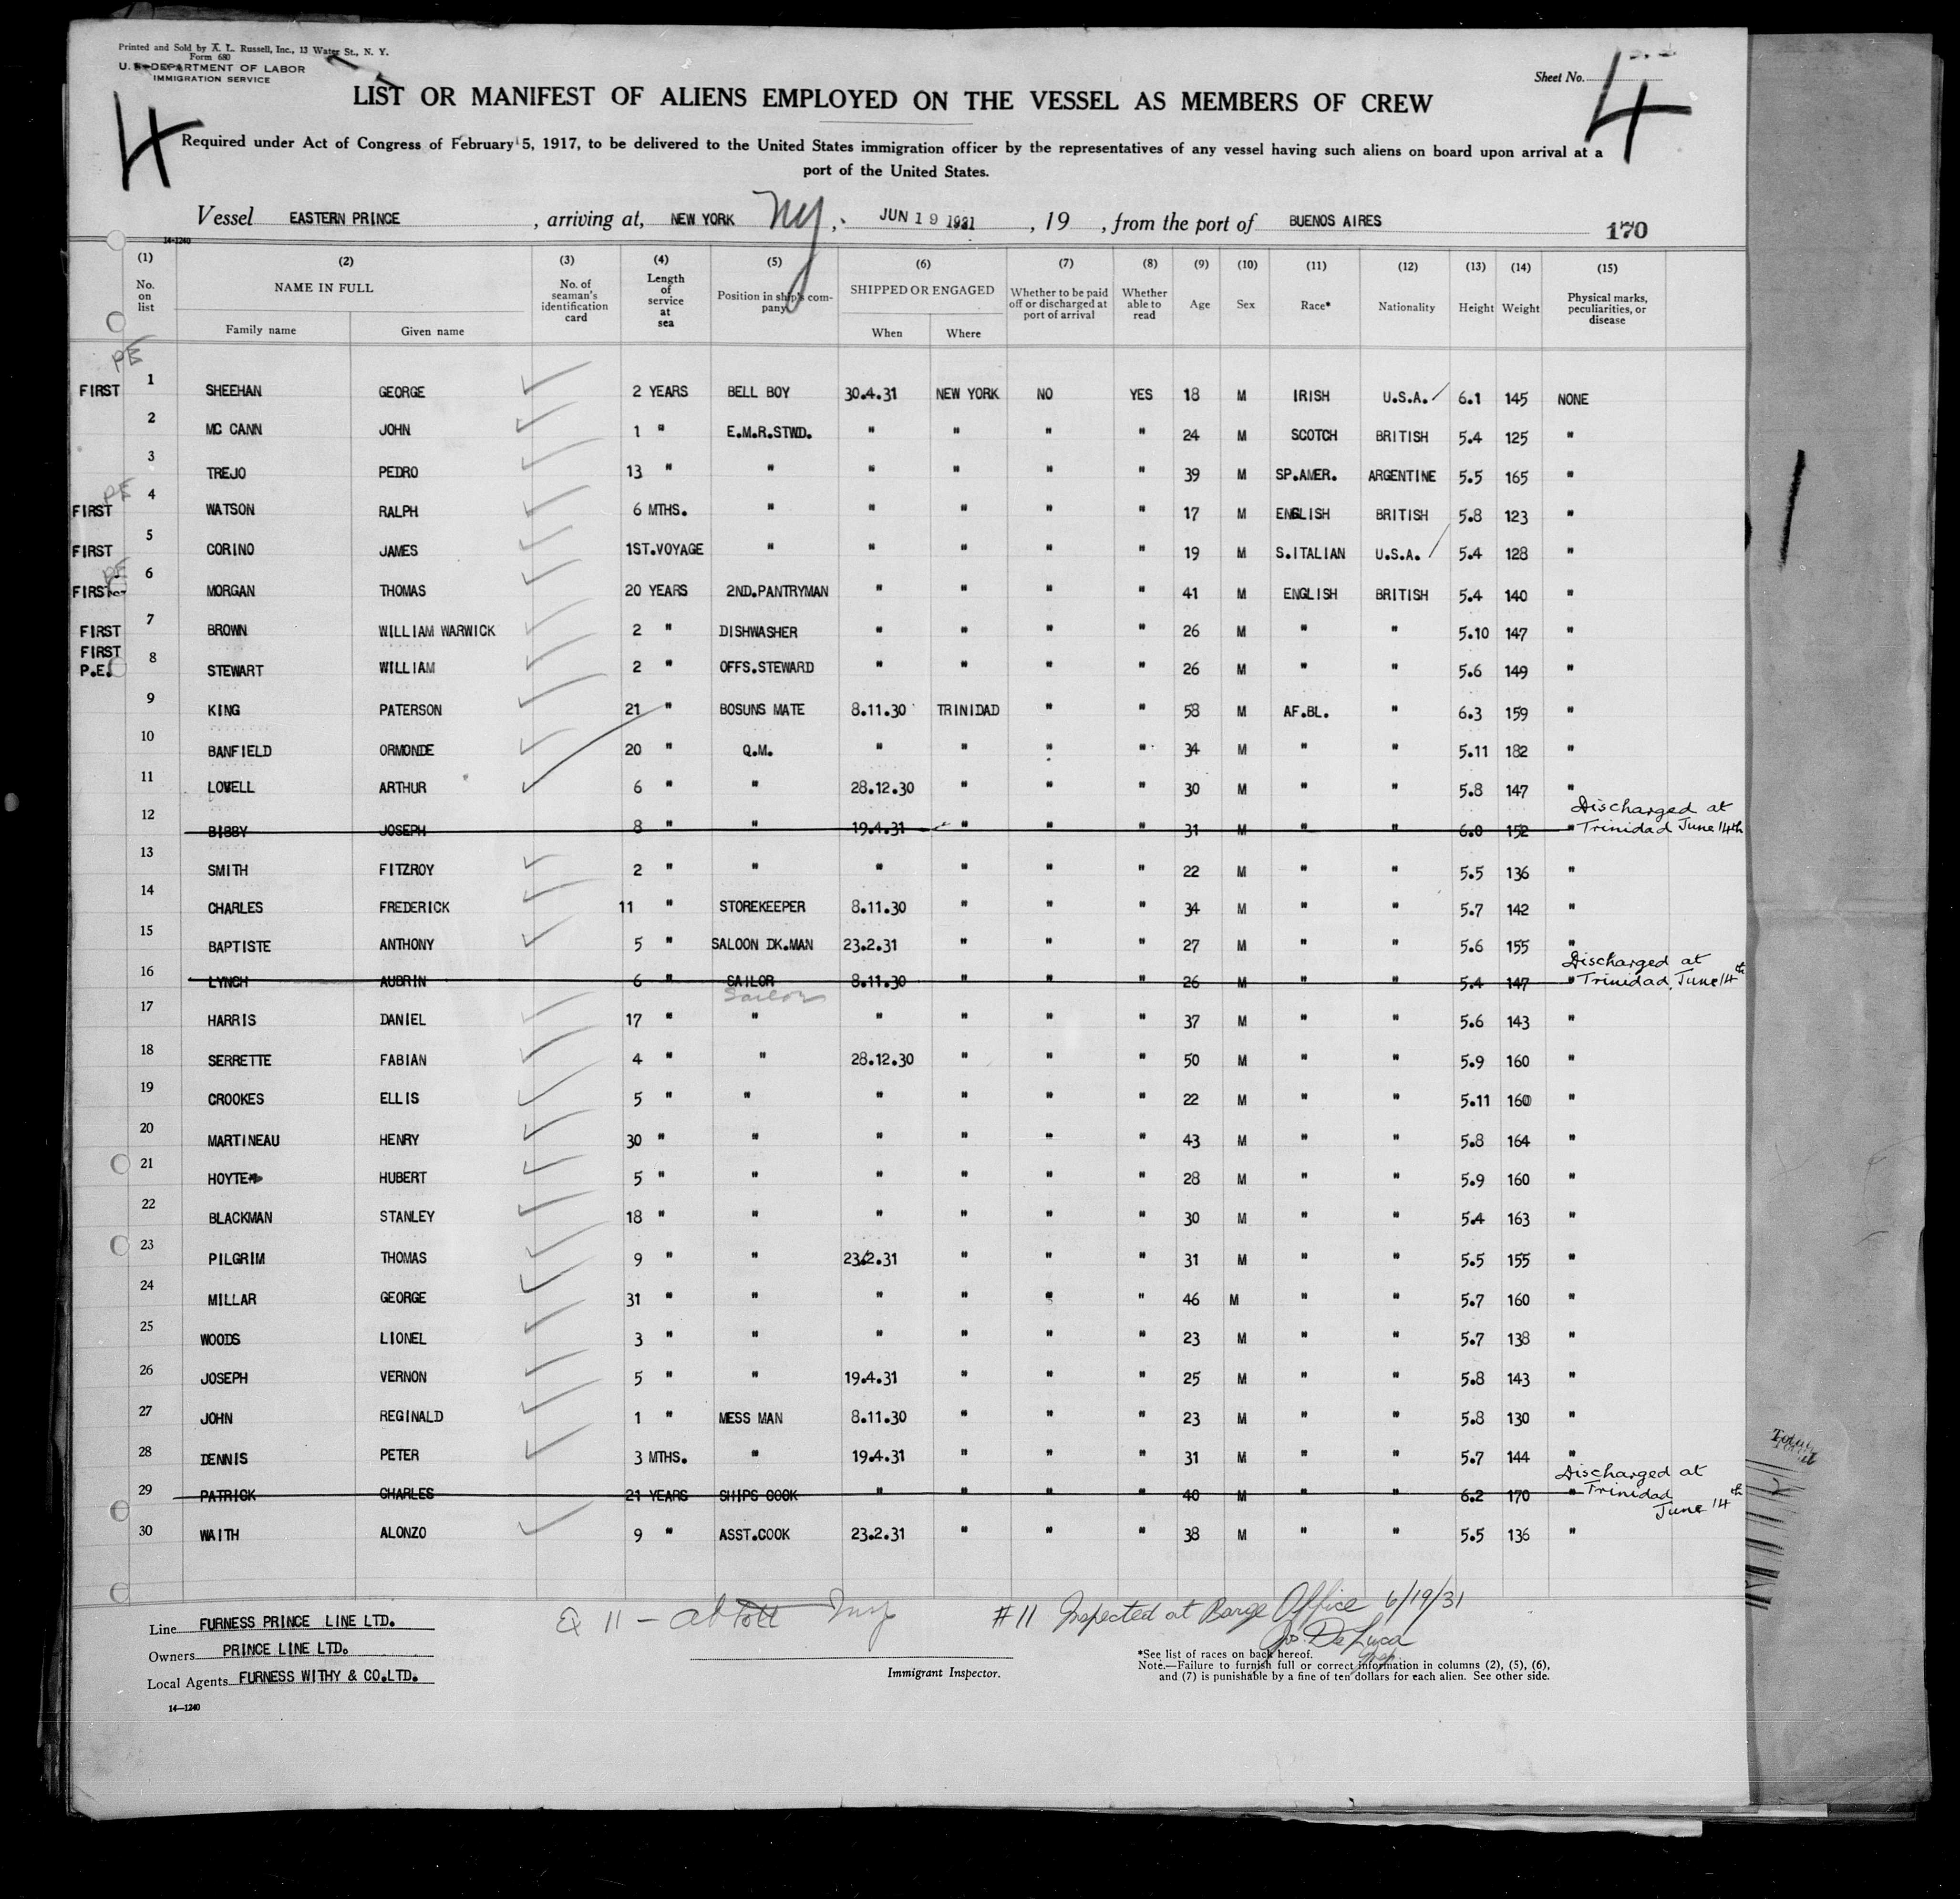 Printed and Sold by A. L. Russell, Inc., 13 Water St., N. Y.
Form 680
U. S. DEPARTMENT OF LABOR
IMMIGRATION SERVICE
Sheet No. 4
4
LIST OR MANIFEST OF ALIENS EMPLOYED ON THE VESSEL AS MEMBERS OF CREW
Required under Act of Congress of February 5, 1917, to be delivered to the United States immigration officer by the representatives of any vessel having such aliens on board upon arrival at a
port of the United States.
Vessel EASTERN PRINCE, arriving at, NEW YORK Ny, JUN 19 1931, 19 , from the port of BUENOS AIRES 170
14-1240
(1) (2) (3) (4) (5) (6) (7) (8) (9) (10) (11) (12) (13) (14) (15)
No. on list NAME IN FULL Family name Given name No. of seaman's identification card Length of service at sea Position in ship's company SHIPPED OR ENGAGED When Where Whether to be paid off or discharged at port of arrival Whether able to read Age Sex Race* Nationality Height Weight Physical marks, peculiarities, or disease
PE
FIRST 1 SHEEHAN GEORGE 2 YEARS BELL BOY 30.4.31 NEW YORK NO YES 18 M IRISH U.S.A. 6.1 145 NONE
2 MC CANN JOHN 1 " E.M.R.STWD. " " " " 24 M SCOTCH BRITISH 5.4 125 "
3 TREJO PEDRO 13 " " " " " " 39 M SP.AMER. ARGENTINE 5.5 165 "
PE
FIRST 4 WATSON RALPH 6 MTHS. " " " " " 17 M ENGLISH BRITISH 5.8 123 "
FIRST 5 CORINO JAMES 1ST.VOYAGE " " " " " 19 M S.ITALIAN U.S.A. 5.4 128 "
PE
FIRST 6 MORGAN THOMAS 20 YEARS 2ND.PANTRYMAN " " " " 41 M ENGLISH BRITISH 5.4 140 "
FIRST 7 BROWN WILLIAM WARWICK 2 " DISHWASHER " " " " 26 M " " 5.10 147 "
FIRST
P.E. 8 STEWART WILLIAM 2 " OFFS.STEWARD " " " " 26 M " " 5.6 149 "
9 KING PATERSON 21 " BOSUNS MATE 8.11.30 TRINIDAD " " 58 M AF.BL. " 6.3 159 "
10 BANFIELD ORMONDE 20 " Q.M. " " " " 34 M " " 5.11 182 "
11 LOVELL ARTHUR 6 " " 28.12.30 " " " 30 M " " 5.8 147 "
12 BIBBY JOSEPH 8 " " 19.4.31 " " " 31 M " " 6.0 152 " Discharged at Trinidad June 14th
13 SMITH FITZROY 2 " " " " " " 22 M " " 5.5 136 "
14 CHARLES FREDERICK 11 " STOREKEEPER 8.11.30 " " " 34 M " " 5.7 142 "
15 BAPTISTE ANTHONY 5 " SALOON DK.MAN 23.2.31 " " " 27 M " " 5.6 155 "
16 LYNCH AUBRIN 6 " SAILOR 8.11.30 " " " 26 M " " 5.4 147 " Discharged at Trinidad, June 14th
Sailor
17 HARRIS DANIEL 17 " " " " " " 37 M " " 5.6 143 "
18 SERRETTE FABIAN 4 " " 28.12.30 " " " 50 M " " 5.9 160 "
19 CROOKES ELLIS 5 " " " " " " 22 M " " 5.11 160 "
20 MARTINEAU HENRY 30 " " " " " " 43 M " " 5.8 164 "
21 HOYTE HUBERT 5 " " " " " " 28 M " " 5.9 160 "
22 BLACKMAN STANLEY 18 " " " " " " 30 M " " 5.4 163 "
23 PILGRIM THOMAS 9 " " 23.2.31 " " " 31 M " " 5.5 155 "
24 MILLAR GEORGE 31 " " " " " " 46 M " " 5.7 160 "
25 WOODS LIONEL 3 " " " " " " 23 M " " 5.7 138 "
26 JOSEPH VERNON 5 " " 19.4.31 " " " 25 M " " 5.8 143 "
27 JOHN REGINALD 1 " MESS MAN 8.11.30 " " " 23 M " " 5.8 130 "
28 DENNIS PETER 3 MTHS. " 19.4.31 " " " 31 M " " 5.7 144 "
29 PATRICK CHARLES 21 YEARS SHIPS COOK " " " " 40 M " " 6.2 170 " Discharged at Trinidad June 14th
30 WAITH ALONZO 9 " ASST.COOK 23.2.31 " " " 38 M " " 5.5 136 "
Line FURNESS PRINCE LINE LTD.
Owners PRINCE LINE LTD.
Local Agents FURNESS WITHY & CO.LTD.
14—1240
11 - Abbott Insp
Immigrant Inspector.
#11 Inspected at Barge Office 6/19/31
Jos. De Luca
Insp.
*See list of races on back hereof.
Note.—Failure to furnish full or correct information in columns (2), (5), (6),
and (7) is punishable by a fine of ten dollars for each alien. See other side.